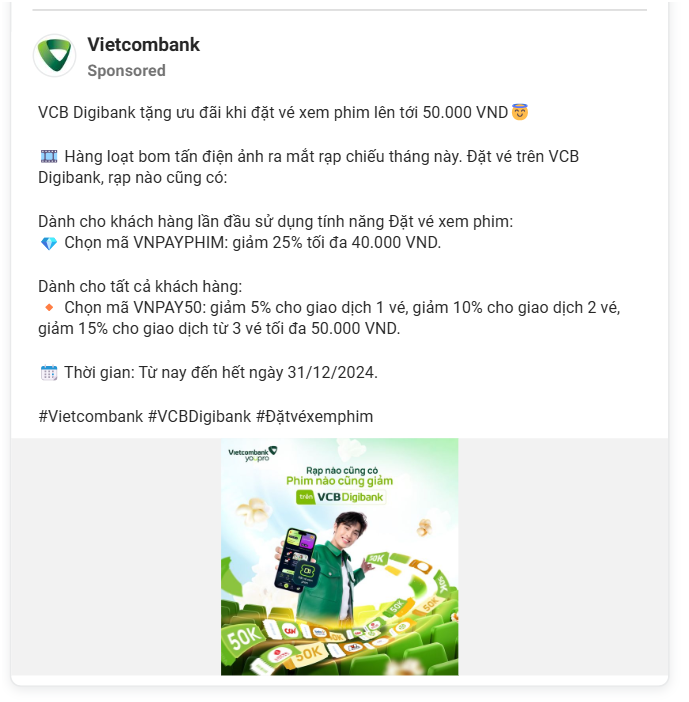 Vietcombank
Sponsored
VCB Digibank tặng ưu đãi khi đặt vé xem phim lên tới 50.000 VND😇
🎞️ Hàng loạt bom tấn điện ảnh ra mắt rạp chiếu tháng này. Đặt vé trên VCB
Digibank, rạp nào cũng có:
Dành cho khách hàng lần đầu sử dụng tính năng Đặt vé xem phim:
💎 Chọn mã VNPAYPHIM: giảm 25% tối đa 40.000 VND.
Dành cho tất cả khách hàng:
🔸 Chọn mã VNPAY50: giảm 5% cho giao dịch 1 vé, giảm 10% cho giao dịch 2 vé,
giảm 15% cho giao dịch từ 3 vé tối đa 50.000 VND.
📅 Thời gian: Từ nay đến hết ngày 31/12/2024.
#Vietcombank #VCBDigibank #Đặtvéxemphim
Vietcombank
Rạp nào cũng có
Phim nào cũng giảm
trên VCB Digibank
50K
50K
50K
50K
50K